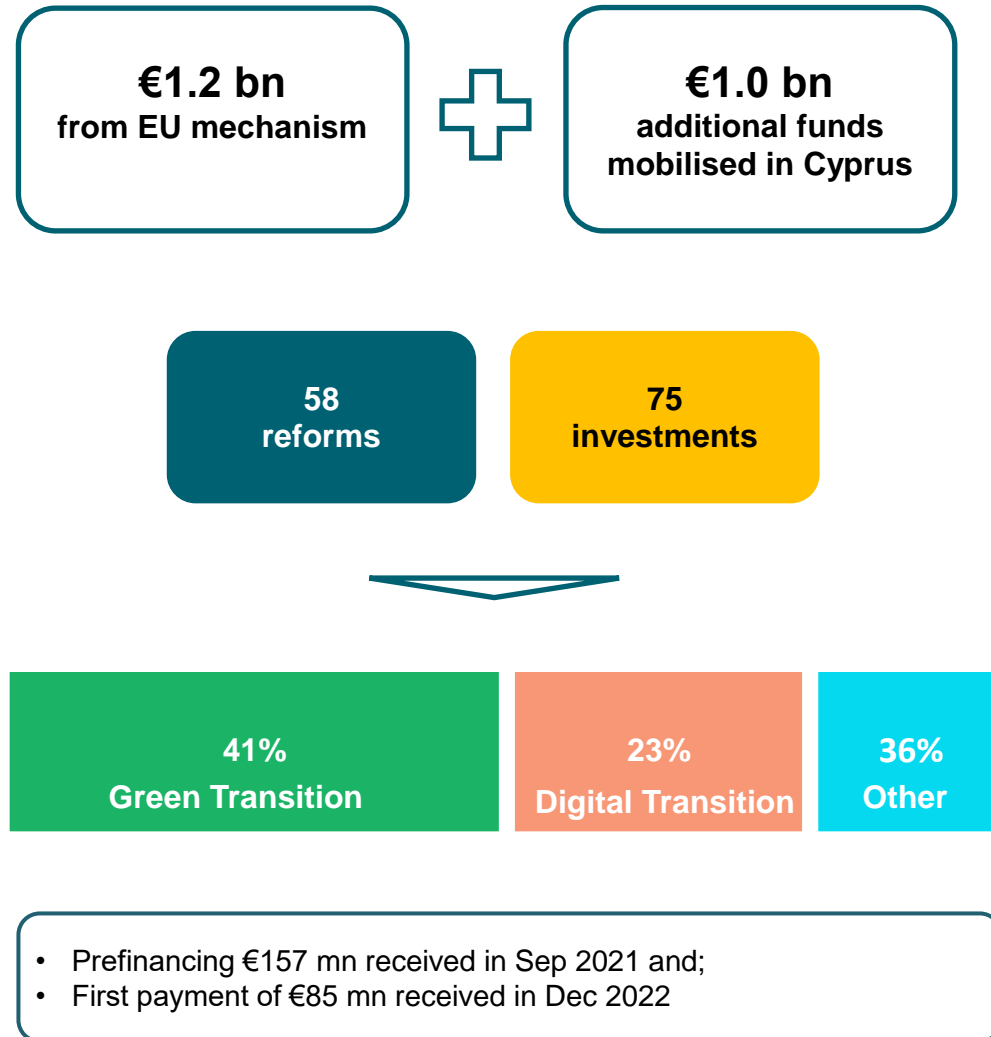 €1.2 bn
from EU mechanism
€1.0 bn
additional funds
mobilised in Cyprus
58
reforms
75
investments
41%
Green Transition
23%
Digital Transition
36%
Other
• Prefinancing €157 mn received in Sep 2021 and;
• First payment of €85 mn received in Dec 2022